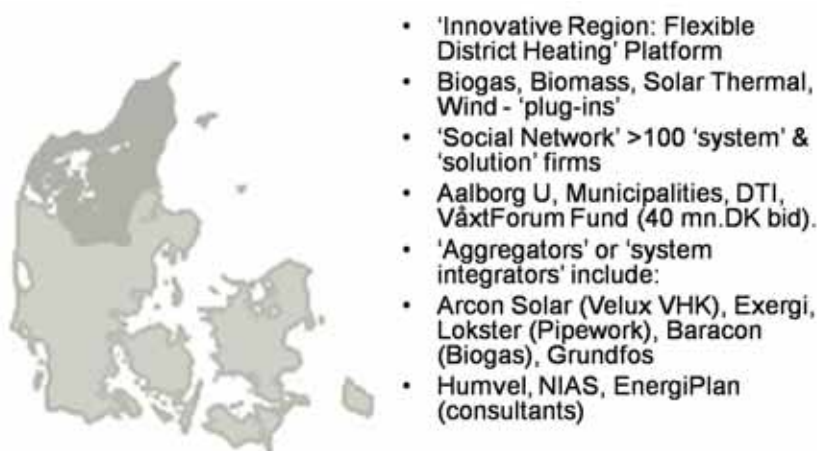 • ‘Innovative Region: Flexible
District Heating’ Platform
• Biogas, Biomass, Solar Thermal,
Wind - ‘plug-ins’
• ‘Social Network’ >100 ‘system’ &
‘solution’ firms
• Aalborg U, Municipalities, DTI,
VåxtForum Fund (40 mn.DK bid).
• ‘Aggregators’ or ‘system
integrators’ include:
• Arcon Solar (Velux VHK), Exergi,
Lokster (Pipework), Baracon
(Biogas), Grundfos
• Humvel, NIAS, EnergiPlan
(consultants)